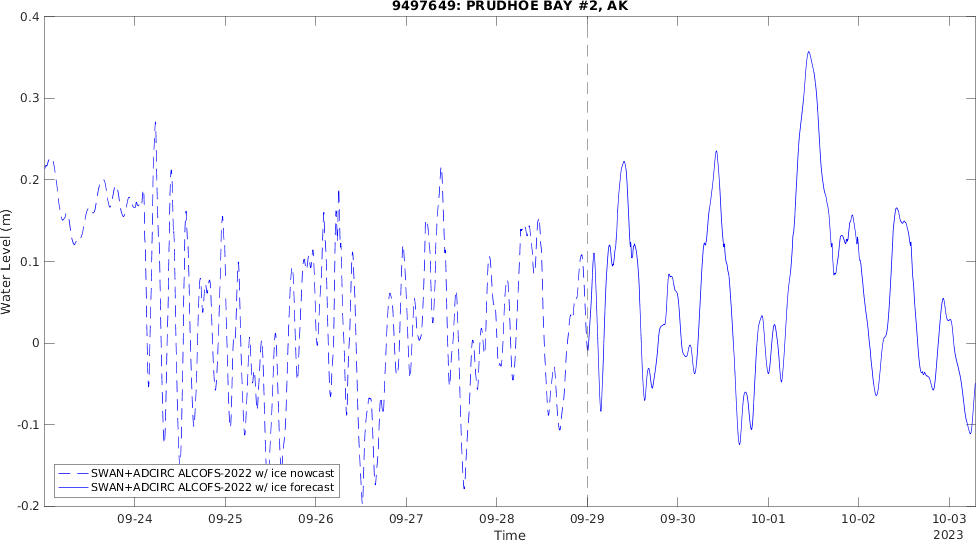 9497649: PRUDHOE BAY #2, AK
0.4
0.3
0.2
0.1
0
-0.1
-0.2
Water Level (m)
SWAN+ADCIRC ALCOFS-2022 w/ ice nowcast
SWAN+ADCIRC ALCOFS-2022 w/ ice forecast
09-24 09-25 09-26 09-27 09-28 09-29 09-30 10-01 10-02 10-03
Time
2023